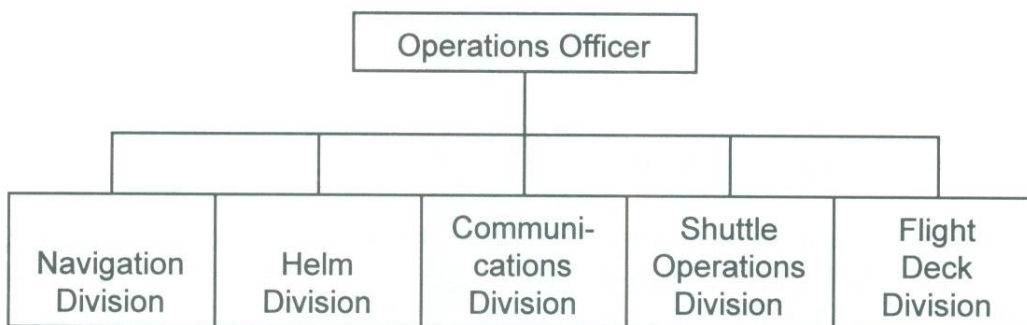 Operations Officer
Navigation
Division
Helm
Division
Communi-
cations
Division
Shuttle
Operations
Division
Flight
Deck
Division